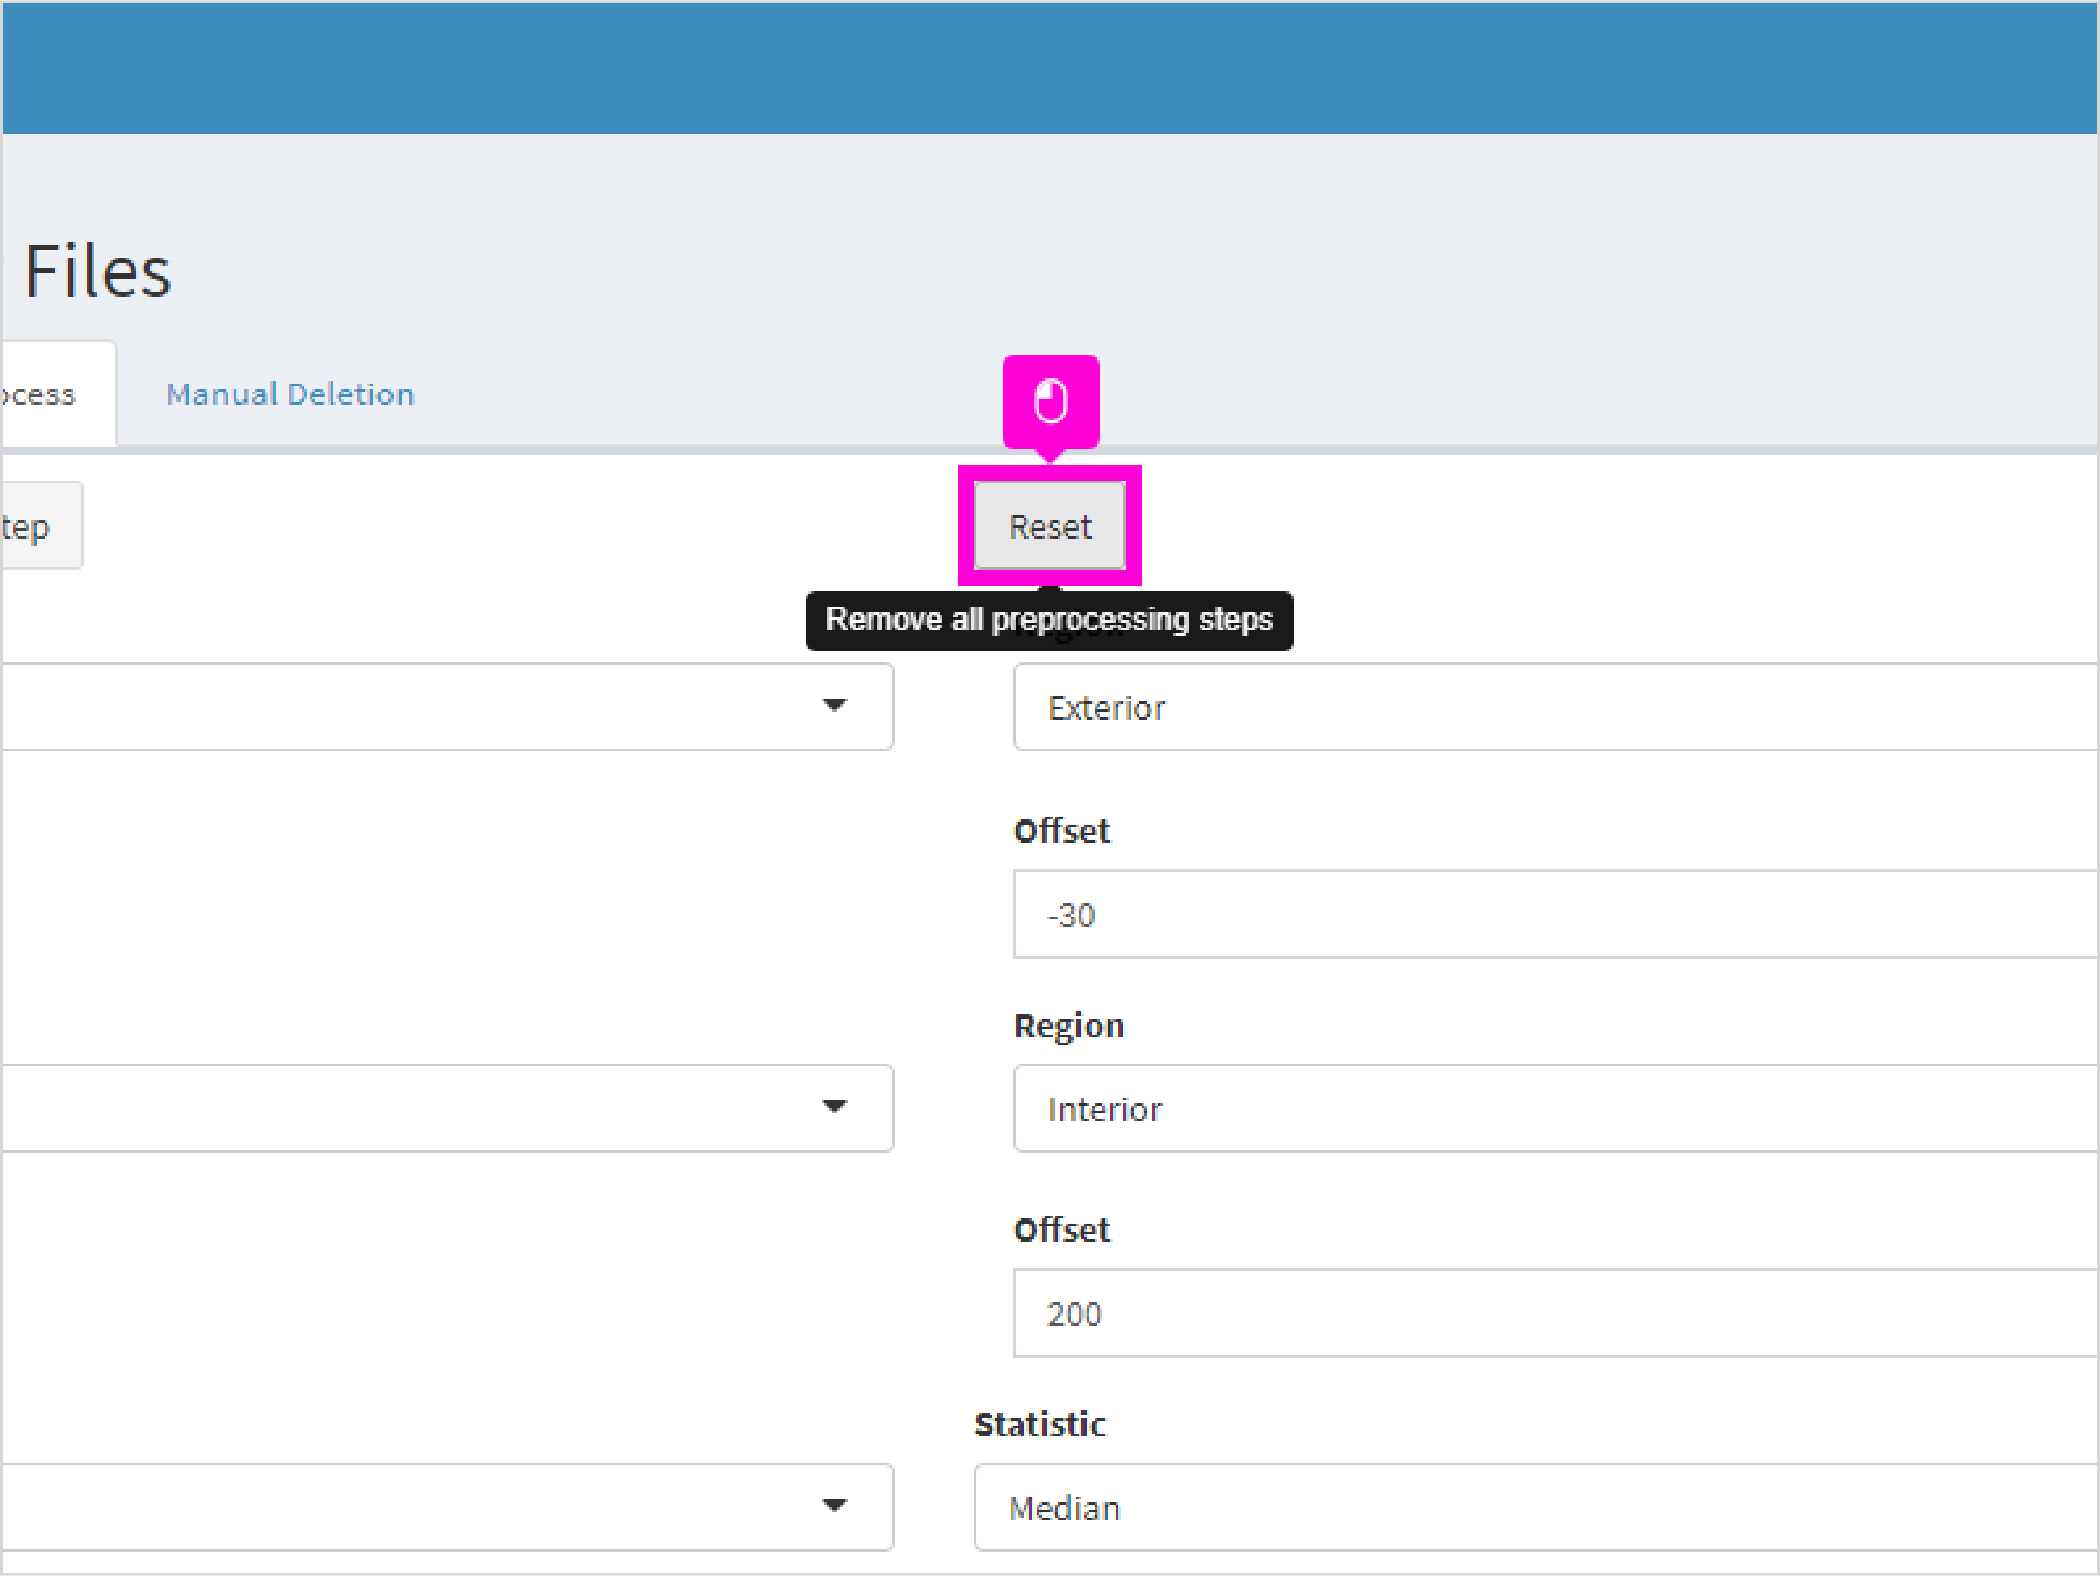 Files
ocess
Manual Deletion
tep
Reset
Remove all preprocessing steps
Region
Exterior
Offset
-30
Region
Interior
Offset
200
Statistic
Median